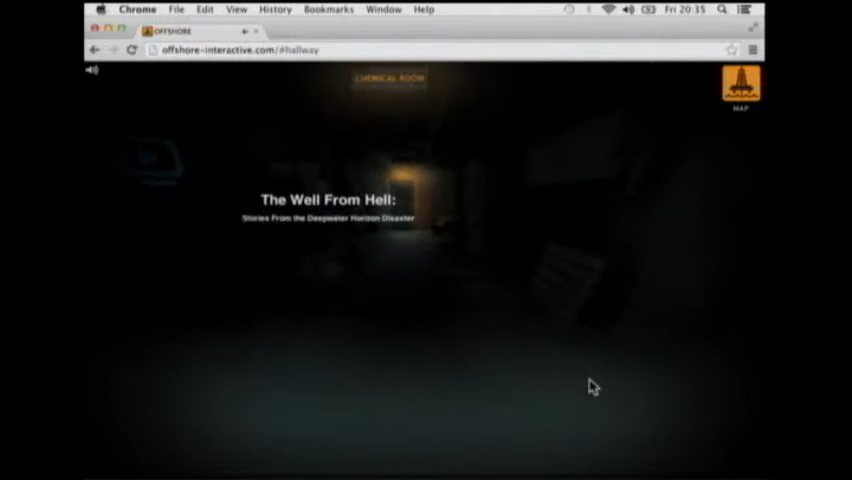 Chrome File Edit View History Bookmarks Window Help Fri 20:35
OFFSHORE
offshore-interactive.com/#hallway
CHEMICAL ROOM
MAP
The Well From Hell:
Stories From the Deepwater Horizon Disaster